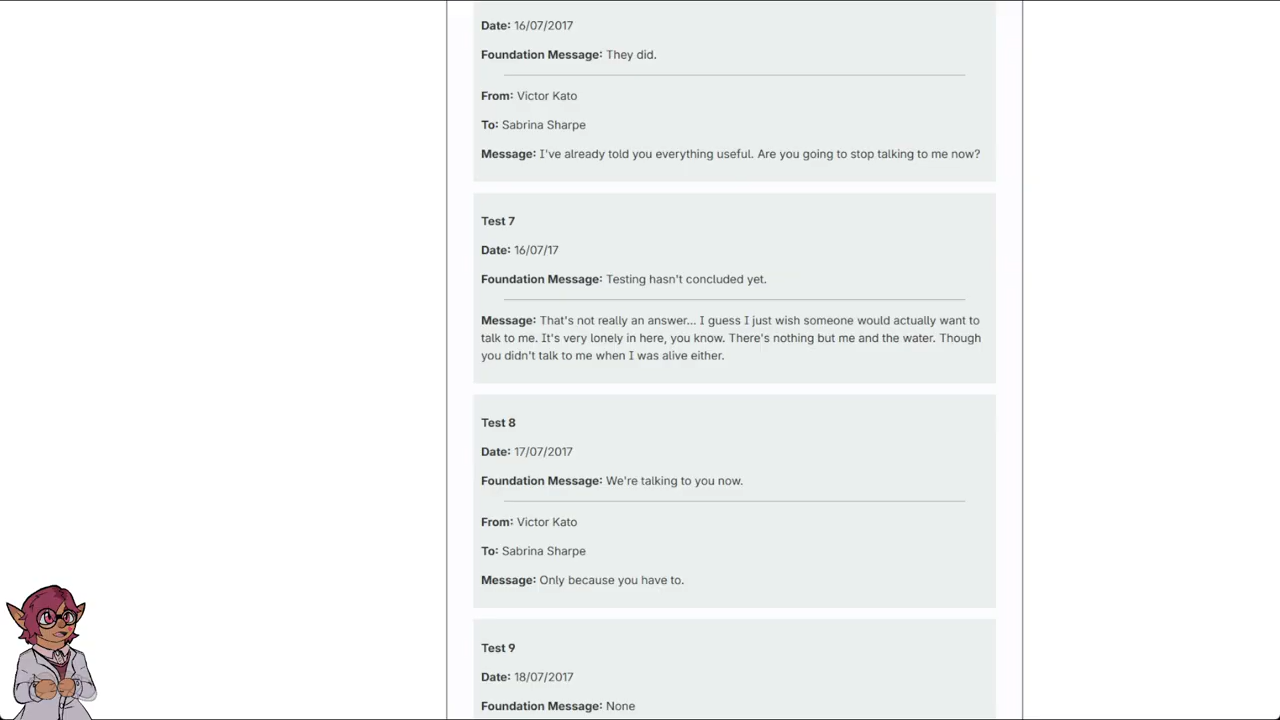 Date: 16/07/2017
Foundation Message: They did.
From: Victor Kato
To: Sabrina Sharpe
Message: I've already told you everything useful. Are you going to stop talking to me now?
Test 7
Date: 16/07/17
Foundation Message: Testing hasn't concluded yet.
Message: That's not really an answer... I guess I just wish someone would actually want to
talk to me. It's very lonely in here, you know. There's nothing but me and the water. Though
you didn't talk to me when I was alive either.
Test 8
Date: 17/07/2017
Foundation Message: We're talking to you now.
From: Victor Kato
To: Sabrina Sharpe
Message: Only because you have to.
Test 9
Date: 18/07/2017
Foundation Message: None